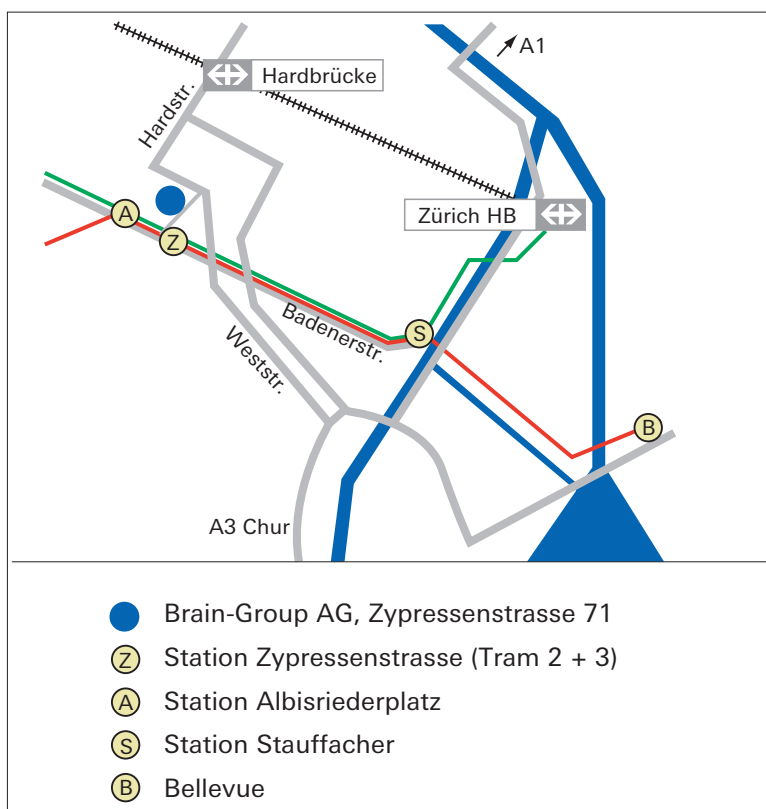 A1
Hardbrücke
Hardstr.
A
Z
Zürich HB
S
Badenerstr.
Weststr.
B
A3 Chur
Brain-Group AG, Zypressenstrasse 71
Z Station Zypressenstrasse (Tram 2 + 3)
A Station Albisriederplatz
S Station Stauffacher
B Bellevue